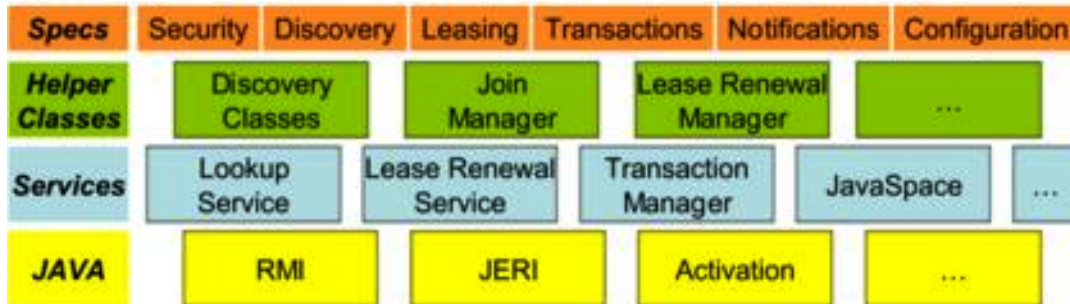 Specs Security Discovery Leasing Transactions Notifications Configuration
Helper Classes
Discovery Classes
Join Manager
Lease Renewal Manager
...
Services
Lookup Service
Lease Renewal Service
Transaction Manager
JavaSpace
...
JAVA RMI JERI Activation ...